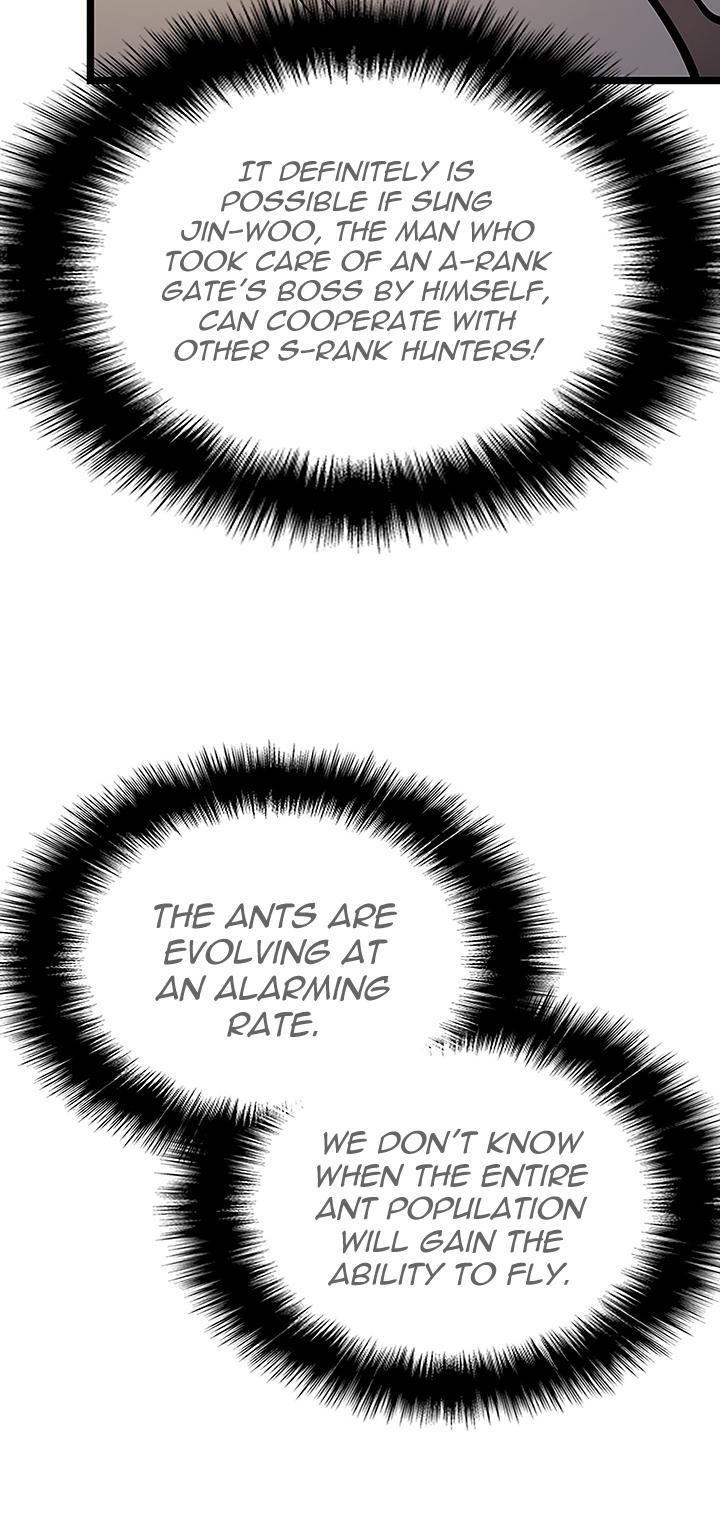 IT DEFINITELY IS
POSSIBLE IF SUNG
JIN-WOO, THE MAN WHO
TOOK CARE OF AN A-RANK
GATE'S BOSS BY HIMSELF,
CAN COOPERATE WITH
OTHER S-RANK HUNTERS!
THE ANTS ARE
EVOLVING AT
AN ALARMING
RATE.
WE DON'T KNOW
WHEN THE ENTIRE
ANT POPULATION
WILL GAIN THE
ABILITY TO FLY.